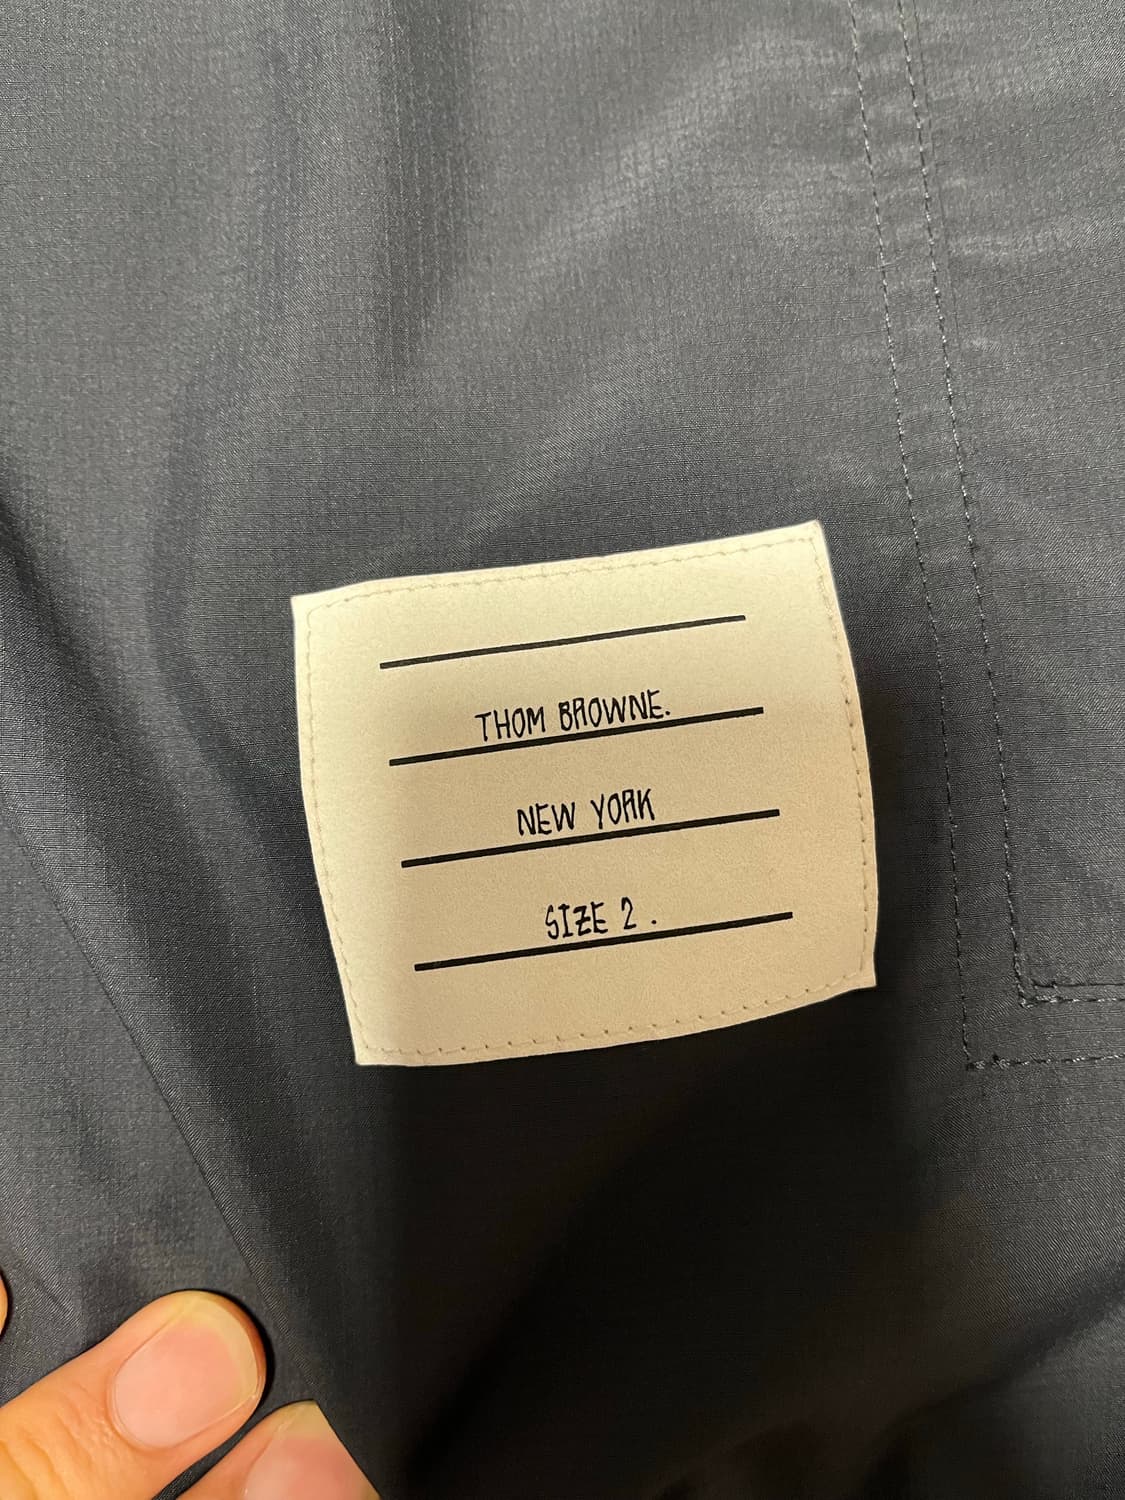 THOM BROWNE.
NEW YORK
SIZE 2 .